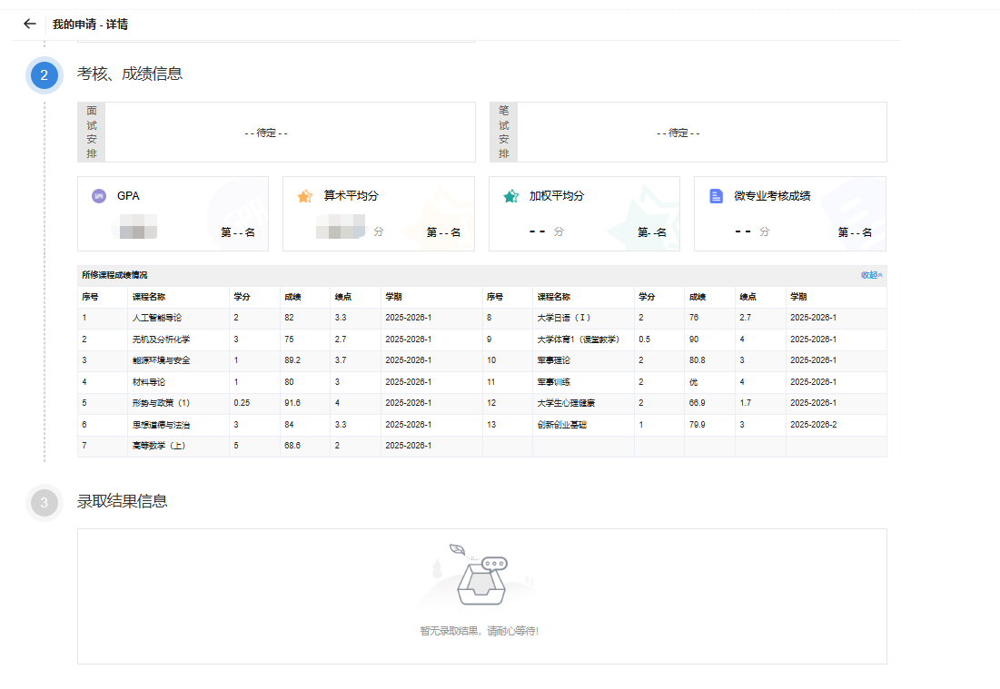 我的申请 - 详情
2
考核、成绩信息
面试安排
- - 待定 - -
笔试安排
- - 待定 - -
GPA
第 - - 名
算术平均分
分
第 - - 名
加权平均分
- - 分
第- -名
微专业考核成绩
- - 分
第 - - 名
所修课程成绩情况 收起
序号 课程名称 学分 成绩 绩点 学期 序号 课程名称 学分 成绩 绩点 学期
1 人工智能导论 2 82 3.3 2025-2026-1 8 大学日语（Ⅰ） 2 76 2.7 2025-2026-1
2 无机及分析化学 3 75 2.7 2025-2026-1 9 大学体育1（课堂教学） 0.5 90 4 2025-2026-1
3 能源环境与安全 1 89.2 3.7 2025-2026-1 10 军事理论 2 80.8 3 2025-2026-1
4 材料导论 1 80 3 2025-2026-1 11 军事训练 2 优 4 2025-2026-1
5 形势与政策（1） 0.25 91.6 4 2025-2026-1 12 大学生心理健康 2 66.9 1.7 2025-2026-1
6 思想道德与法治 3 84 3.3 2025-2026-1 13 创新创业基础 1 79.9 3 2025-2026-2
7 高等数学（上） 5 68.6 2 2025-2026-1
3
录取结果信息
暂无录取结果，请耐心等待!